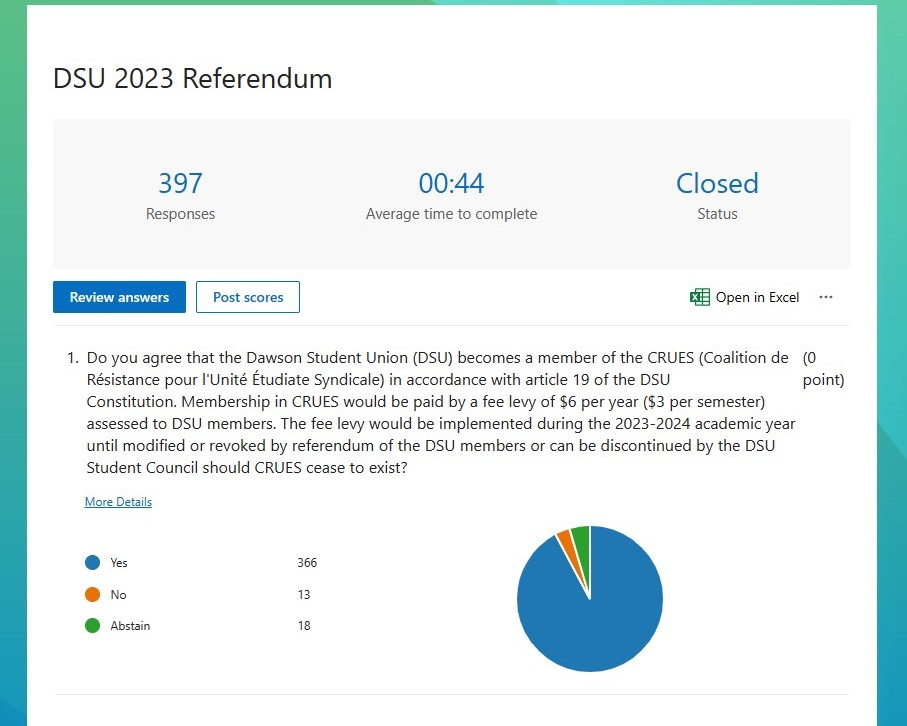 DSU 2023 Referendum
397
Responses
00:44
Average time to complete
Closed
Status
Review answers
Post scores
Open in Excel
...
1. Do you agree that the Dawson Student Union (DSU) becomes a member of the CRUES (Coalition de
Résistance pour l'Unité Étudiate Syndicale) in accordance with article 19 of the DSU
Constitution. Membership in CRUES would be paid by a fee levy of $6 per year ($3 per semester)
assessed to DSU members. The fee levy would be implemented during the 2023-2024 academic year
until modified or revoked by referendum of the DSU members or can be discontinued by the DSU
Student Council should CRUES cease to exist?
(0
point)
More Details
Yes 366
No 13
Abstain 18